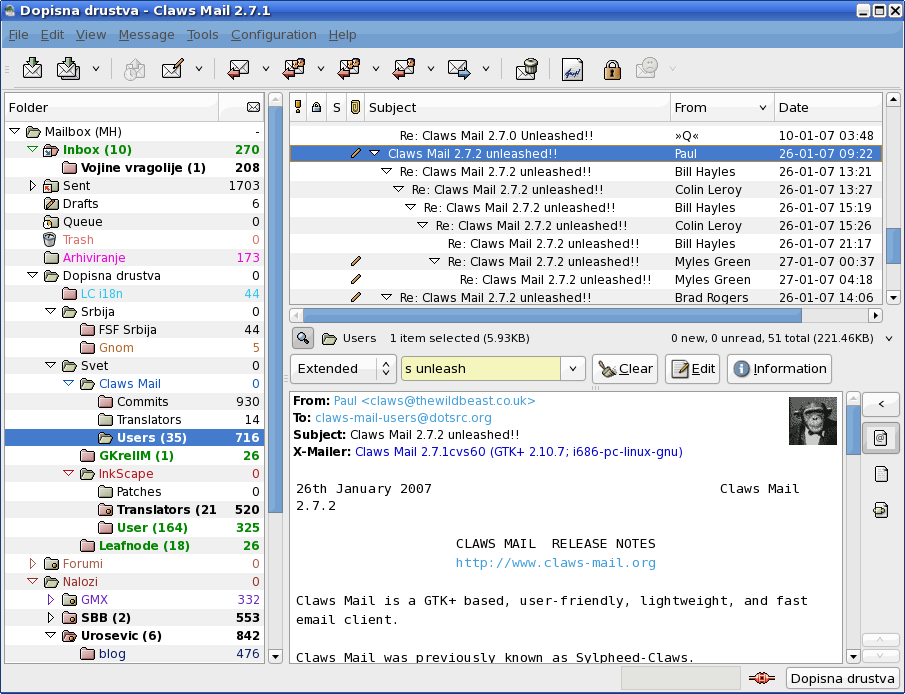 Dopisna drustva - Claws Mail 2.7.1
File Edit View Message Tools Configuration Help
Folder
Mailbox (MH) -
Inbox (10) 270
Vojine vragolije (1) 208
Sent 1703
Drafts 6
Queue 0
Trash 0
Arhiviranje 173
Dopisna drustva 0
LC i18n 44
Srbija 0
FSF Srbija 44
Gnom 5
Svet 0
Claws Mail 0
Commits 930
Translators 14
Users (35) 716
GKrellM (1) 26
InkScape 0
Patches 0
Translators (21 520
User (164) 325
Leafnode (18) 26
Forumi 0
Nalozi 0
GMX 332
SBB (2) 553
Urosevic (6) 842
blog 476
S Subject From Date
Re: Claws Mail 2.7.0 Unleashed!! »Q« 10-01-07 03:48
Claws Mail 2.7.2 unleashed!! Paul 26-01-07 09:22
Re: Claws Mail 2.7.2 unleashed!! Bill Hayles 26-01-07 13:21
Re: Claws Mail 2.7.2 unleashed!! Colin Leroy 26-01-07 13:27
Re: Claws Mail 2.7.2 unleashed!! Bill Hayles 26-01-07 15:19
Re: Claws Mail 2.7.2 unleashed!! Colin Leroy 26-01-07 15:26
Re: Claws Mail 2.7.2 unleashed!! Bill Hayles 26-01-07 21:17
Re: Claws Mail 2.7.2 unleashed!! Myles Green 27-01-07 00:37
Re: Claws Mail 2.7.2 unleashed!! Myles Green 27-01-07 04:18
Re: Claws Mail 2.7.2 unleashed!! Brad Rogers 26-01-07 14:06
Users 1 item selected (5.93KB) 0 new, 0 unread, 51 total (221.46KB)
Extended s unleash Clear Edit Information
From: Paul <claws@thewildbeast.co.uk>
To: claws-mail-users@dotsrc.org
Subject: Claws Mail 2.7.2 unleashed!!
X-Mailer: Claws Mail 2.7.1cvs60 (GTK+ 2.10.7; i686-pc-linux-gnu)
26th January 2007 Claws Mail
2.7.2
CLAWS MAIL RELEASE NOTES
http://www.claws-mail.org
Claws Mail is a GTK+ based, user-friendly, lightweight, and fast
email client.
Claws Mail was previously known as Sylpheed-Claws.
Dopisna drustva